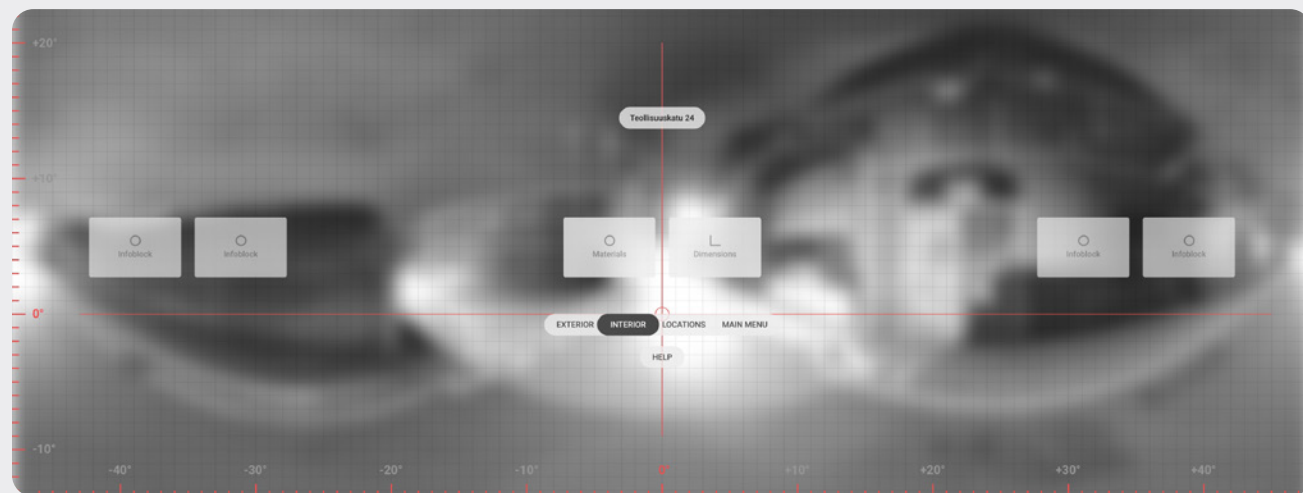 +20°
Teollisuuskatu 24
+10°
Infoblock Infoblock Materials Dimensions Infoblock Infoblock
0°
EXTERIOR INTERIOR LOCATIONS MAIN MENU
HELP
-10°
-40° -30° -20° -10° 0° +10° +20° +30° +40°